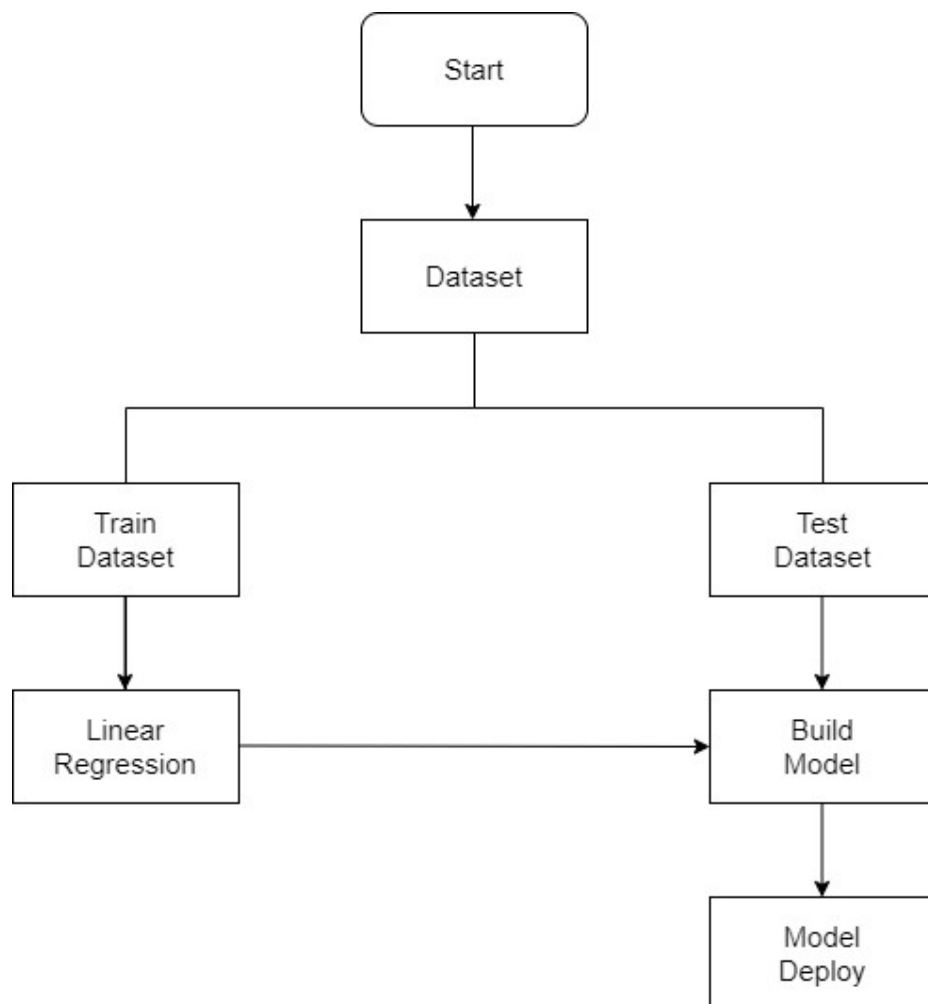 Start
Dataset
Train
Dataset
Test
Dataset
Linear
Regression
Build
Model
Model
Deploy